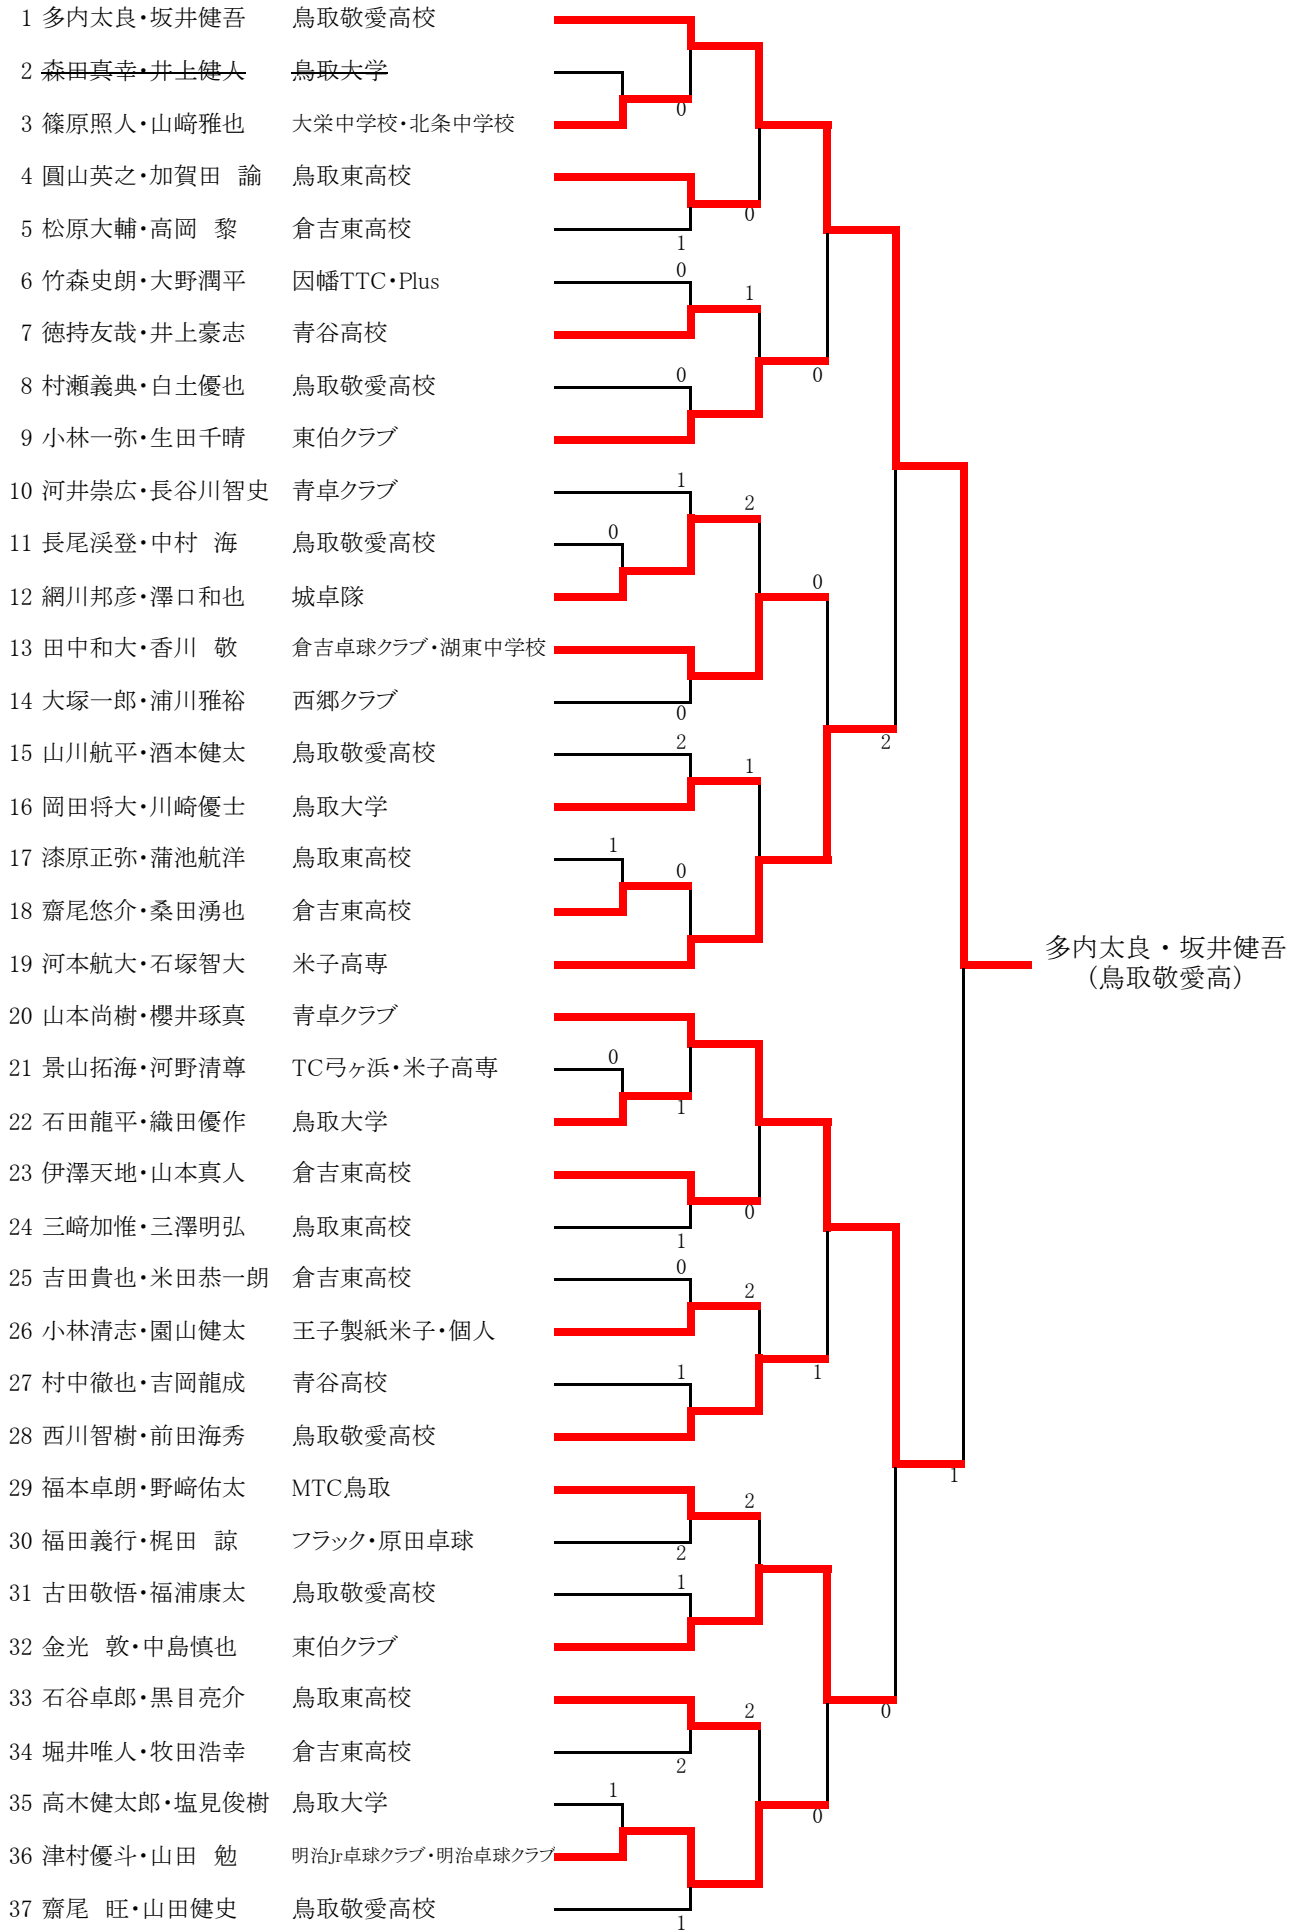 1 多内太良・坂井健吾 鳥取敬愛高校
2 森田真幸・井上健人 鳥取大学
0
3 篠原照人・山﨑雅也 大栄中学校・北条中学校
4 圓山英之・加賀田 諭 鳥取東高校
0
5 松原大輔・高岡 黎 倉吉東高校
1
0
6 竹森史朗・大野潤平 因幡TTC・Plus
1
7 徳持友哉・井上豪志 青谷高校
0
0
8 村瀬義典・白土優也 鳥取敬愛高校
9 小林一弥・生田千晴 東伯クラブ
1
10 河井崇広・長谷川智史 青卓クラブ
2
0
11 長尾渓登・中村 海 鳥取敬愛高校
0
12 網川邦彦・澤口和也 城卓隊
13 田中和大・香川 敬 倉吉卓球クラブ・湖東中学校
14 大塚一郎・浦川雅裕 西郷クラブ
0
2
2
15 山川航平・酒本健太 鳥取敬愛高校
1
16 岡田将大・川崎優士 鳥取大学
1
17 漆原正弥・蒲池航洋 鳥取東高校
0
18 齋尾悠介・桑田湧也 倉吉東高校
19 河本航大・石塚智大 米子高専
多内太良・坂井健吾
(鳥取敬愛高)
20 山本尚樹・櫻井琢真 青卓クラブ
0
21 景山拓海・河野清尊 TC弓ヶ浜・米子高専
1
22 石田龍平・織田優作 鳥取大学
23 伊澤天地・山本真人 倉吉東高校
0
24 三﨑加惟・三澤明弘 鳥取東高校
1
0
25 吉田貴也・米田恭一朗 倉吉東高校
2
26 小林清志・園山健太 王子製紙米子・個人
1
1
27 村中徹也・吉岡龍成 青谷高校
28 西川智樹・前田海秀 鳥取敬愛高校
1
29 福本卓朗・野﨑佑太 MTC鳥取
2
30 福田義行・梶田 諒 フラック・原田卓球
2
1
31 古田敬悟・福浦康太 鳥取敬愛高校
32 金光 敦・中島慎也 東伯クラブ
33 石谷卓郎・黒目亮介 鳥取東高校
2
0
34 堀井唯人・牧田浩幸 倉吉東高校
2
1
35 高木健太郎・塩見俊樹 鳥取大学
0
36 津村優斗・山田 勉 明治Jr卓球クラブ・明治卓球クラブ
37 齋尾 旺・山田健史 鳥取敬愛高校
1